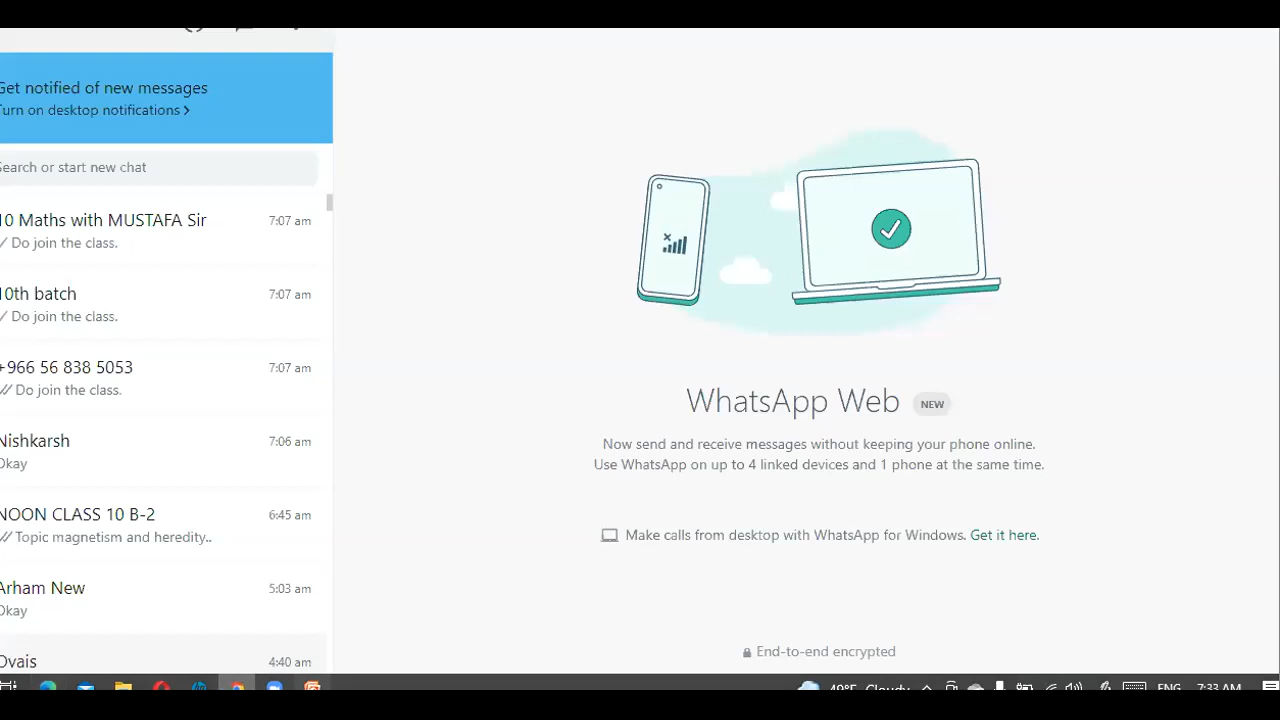 Get notified of new messages
Turn on desktop notifications
Search or start new chat
10 Maths with MUSTAFA Sir 7:07 am
Do join the class.
10th batch 7:07 am
Do join the class.
+966 56 838 5053 7:07 am
Do join the class.
Nishkarsh 7:06 am
Okay
NOON CLASS 10 B-2 6:45 am
Topic magnetism and heredity..
Arham New 5:03 am
Okay
Ovais 4:40 am
WhatsApp Web NEW
Now send and receive messages without keeping your phone online.
Use WhatsApp on up to 4 linked devices and 1 phone at the same time.
Make calls from desktop with WhatsApp for Windows. Get it here.
End-to-end encrypted
49°F Cloudy ENG 7:33 AM